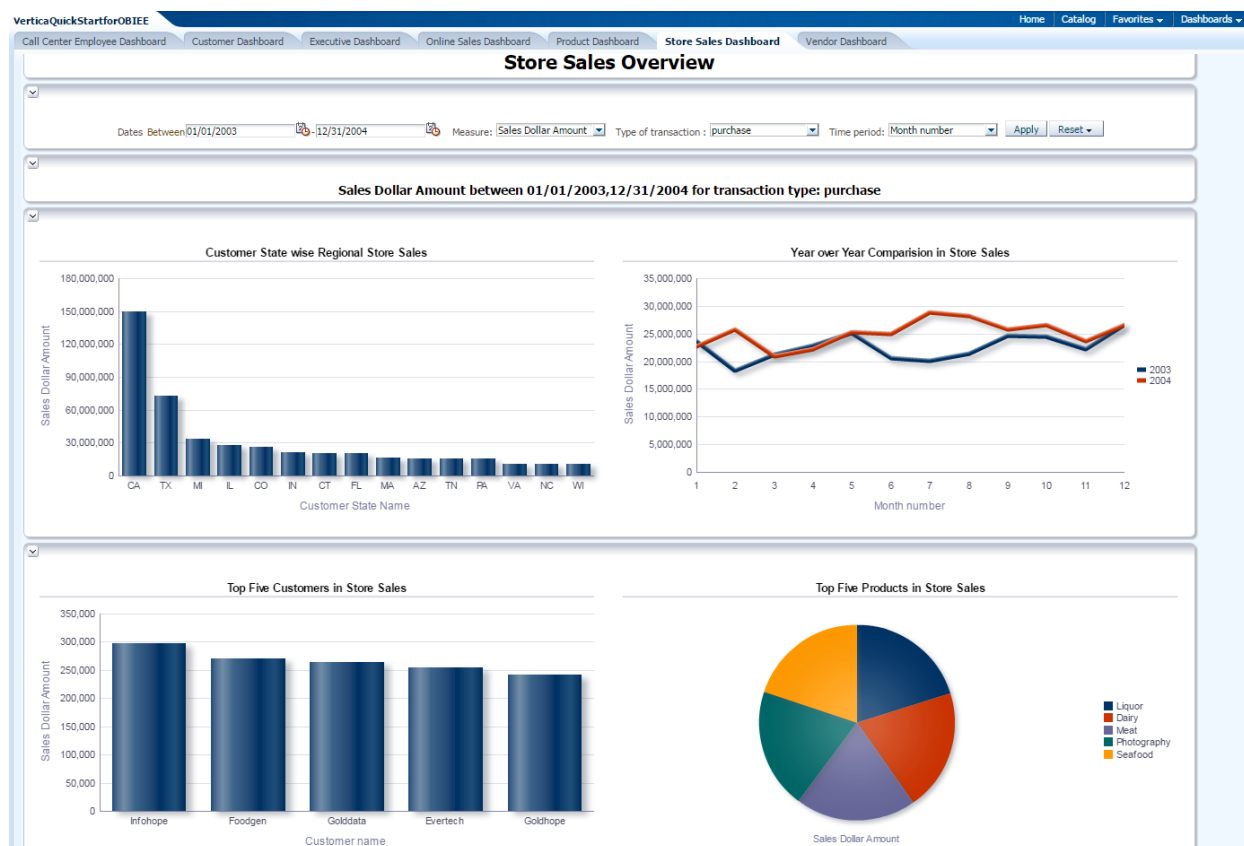 VerticaQuickStartforOBIEE
Home Catalog Favorites Dashboards
Call Center Employee Dashboard Customer Dashboard Executive Dashboard Online Sales Dashboard Product Dashboard Store Sales Dashboard Vendor Dashboard
Store Sales Overview
Dates Between 01/01/2003 - 12/31/2004 Measure: Sales Dollar Amount Type of transaction : purchase Time period: Month number Apply Reset
Sales Dollar Amount between 01/01/2003,12/31/2004 for transaction type: purchase
Customer State wise Regional Store Sales
180,000,000
150,000,000
120,000,000
90,000,000
60,000,000
30,000,000
0
Sales Dollar Amount
CA TX MI IL CO IN CT FL MA AZ TN PA VA NC WI
Customer State Name
Year over Year Comparision in Store Sales
35,000,000
30,000,000
25,000,000
20,000,000
15,000,000
10,000,000
5,000,000
0
Sales Dollar Amount
1 2 3 4 5 6 7 8 9 10 11 12
Month number
2003
2004
Top Five Customers in Store Sales
350,000
300,000
250,000
200,000
150,000
100,000
50,000
0
Sales Dollar Amount
Infohope Foodgen Golddata Evertech Goldhope
Customer name
Top Five Products in Store Sales
Liquor
Dairy
Meat
Photography
Seafood
Sales Dollar Amount